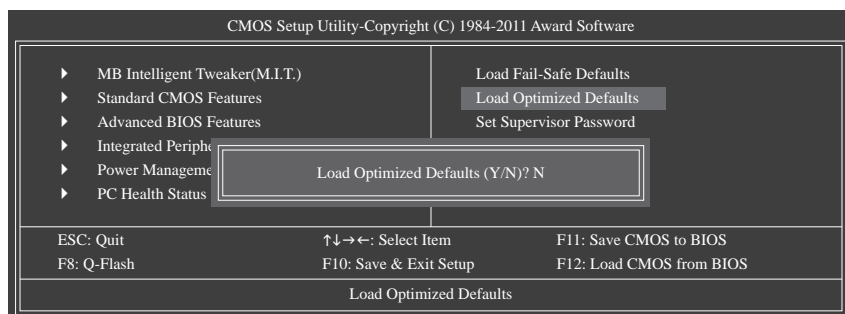 CMOS Setup Utility-Copyright (C) 1984-2011 Award Software
MB Intelligent Tweaker(M.I.T.)
Standard CMOS Features
Advanced BIOS Features
Integrated Periphe
Power Manageme
PC Health Status
Load Fail-Safe Defaults
Load Optimized Defaults
Set Supervisor Password
Load Optimized Defaults (Y/N)? N
ESC: Quit ↑↓→←: Select Item F11: Save CMOS to BIOS
F8: Q-Flash F10: Save & Exit Setup F12: Load CMOS from BIOS
Load Optimized Defaults